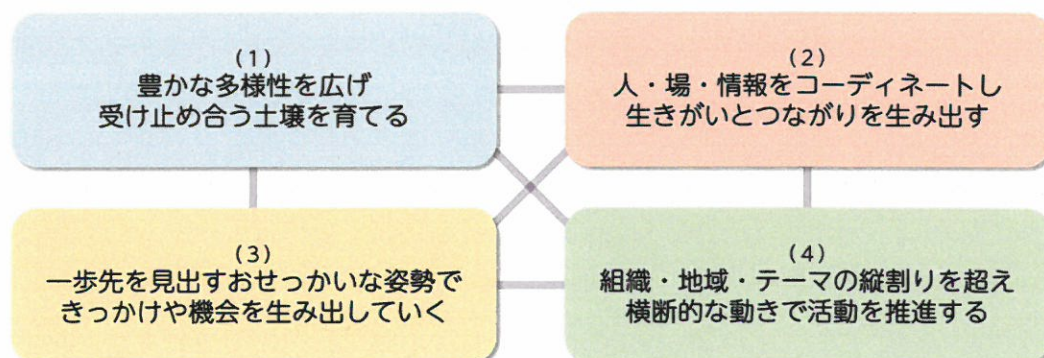 (1)
豊かな多様性を広げ
受け止め合う土壌を育てる
(2)
人・場・情報をコーディネートし
生きがいとつながりを生み出す
(3)
一歩先を見出すおせっかいな姿勢で
きっかけや機会を生み出していく
(4)
組織・地域・テーマの縦割りを超え
横断的な動きで活動を推進する